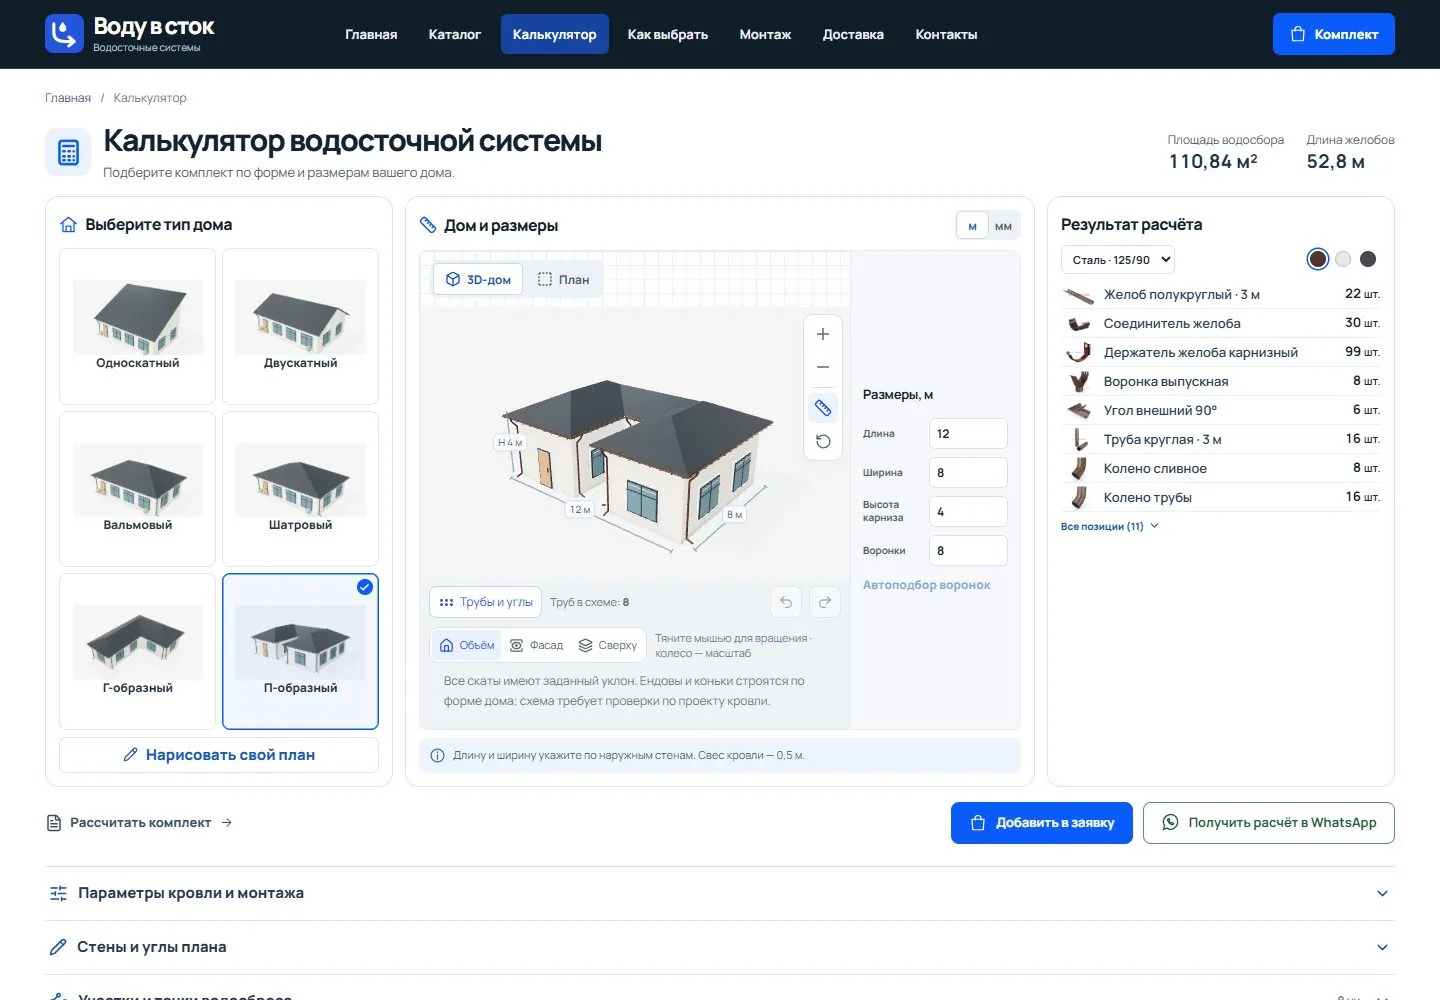 Воду в сток
Водосточные системы
Главная
Каталог
Калькулятор
Как выбрать
Монтаж
Доставка
Контакты
Комплект
Главная / Калькулятор
Калькулятор водосточной системы
Подберите комплект по форме и размерам вашего дома.
Площадь водосбора
110,84 м²
Длина желобов
52,8 м
Выберите тип дома
Односкатный
Двускатный
Вальмовый
Шатровый
Г-образный
П-образный
Нарисовать свой план
Дом и размеры
м
мм
3D-дом
План
H 4 м
12 м
8 м
Размеры, м
Длина
12
Ширина
8
Высота
карниза
4
Воронки
8
Автоподбор воронок
Трубы и углы
Труб в схеме: 8
Объём
Фасад
Сверху
Тяните мышью для вращения ·
колесо — масштаб
Все скаты имеют заданный уклон. Ендовы и коньки строятся по
форме дома; схема требует проверки по проекту кровли.
Длину и ширину укажите по наружным стенам. Свес кровли — 0,5 м.
Результат расчёта
Сталь · 125/90
Желоб полукруглый · 3 м 22 шт.
Соединитель желоба 30 шт.
Держатель желоба карнизный 99 шт.
Воронка выпускная 8 шт.
Угол внешний 90° 6 шт.
Труба круглая · 3 м 16 шт.
Колено сливное 8 шт.
Колено трубы 16 шт.
Все позиции (11)
Рассчитать комплект →
Добавить в заявку
Получить расчёт в WhatsApp
Параметры кровли и монтажа
Стены и углы плана
Участки и точки водосброса